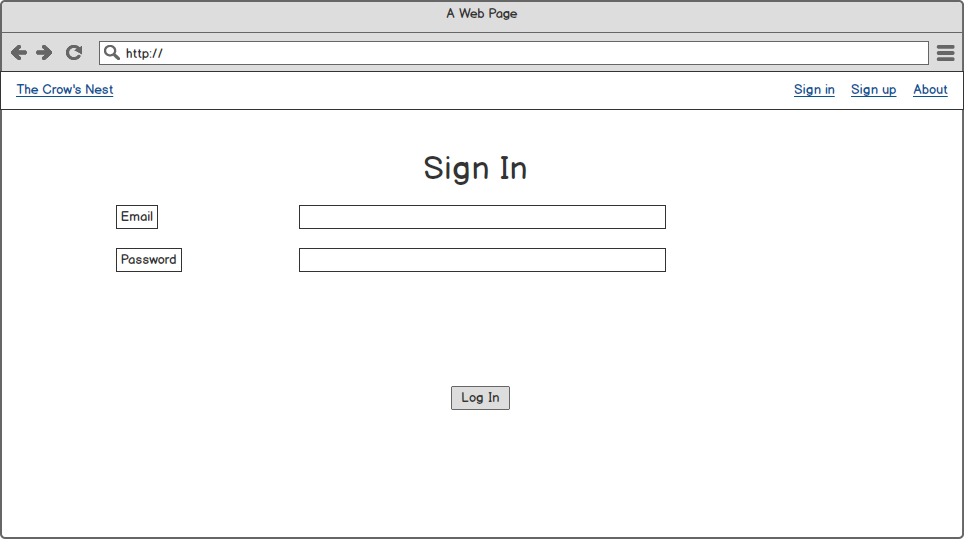 A Web Page
http://
The Crow's Nest Sign in Sign up About
Sign In
Email
Password
Log In